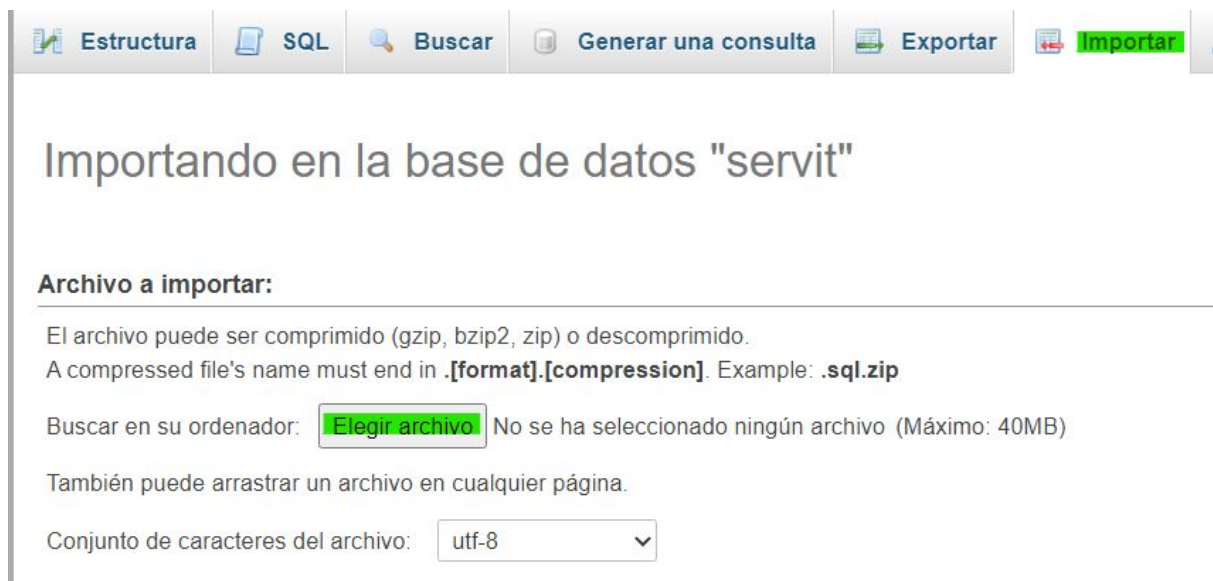 Estructura SQL Buscar Generar una consulta Exportar Importar
Importando en la base de datos "servit"
Archivo a importar:
El archivo puede ser comprimido (gzip, bzip2, zip) o descomprimido.
A compressed file's name must end in .[format].[compression]. Example: .sql.zip
Buscar en su ordenador: Elegir archivo No se ha seleccionado ningún archivo (Máximo: 40MB)
También puede arrastrar un archivo en cualquier página.
Conjunto de caracteres del archivo: utf-8